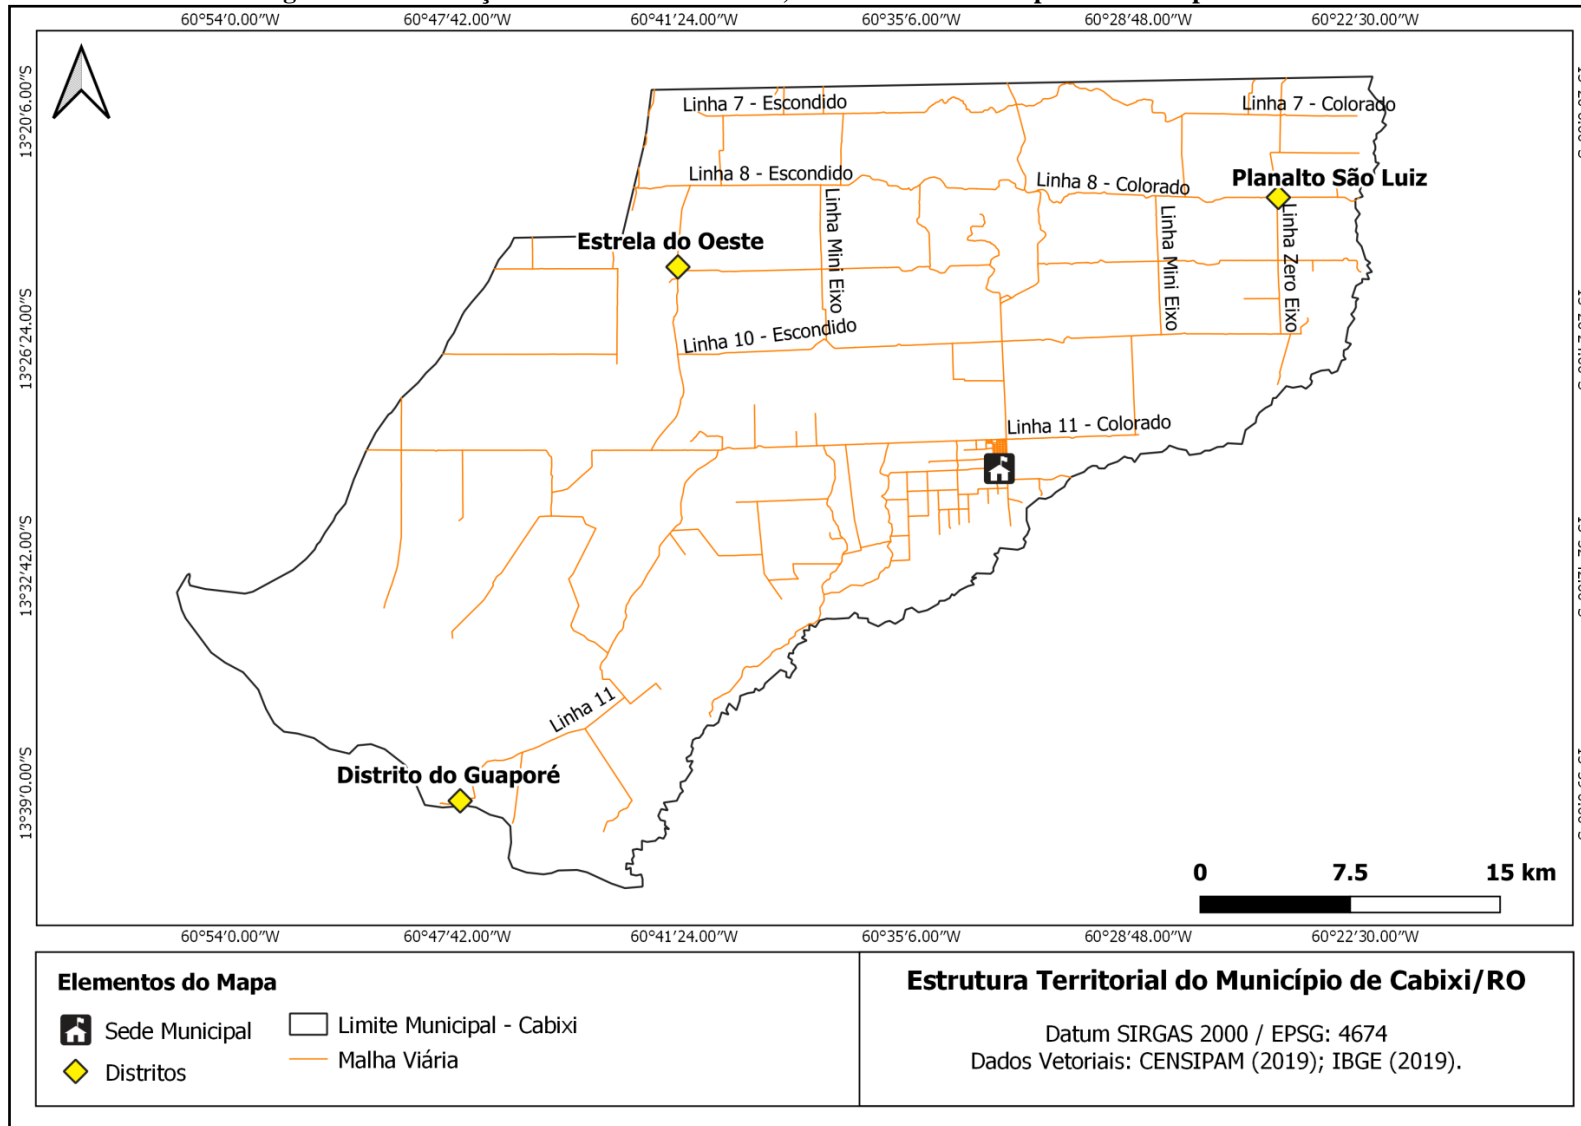 60°54′0.00″W 60°47′42.00″W 60°41′24.00″W 60°35′6.00″W 60°28′48.00″W 60°22′30.00″W
13°20′6.00″S
13°26′24.00″S
13°32′42.00″S
13°39′0.00″S
Linha 7 - Escondido
Linha 7 - Colorado
Linha 8 - Escondido
Linha 8 - Colorado
Planalto São Luiz
Linha Mini Eixo
Linha Mini Eixo
Linha Zero Eixo
Estrela do Oeste
Linha 10 - Escondido
Linha 11 - Colorado
Linha 11
Distrito do Guaporé
0 7.5 15 km
60°54′0.00″W 60°47′42.00″W 60°41′24.00″W 60°35′6.00″W 60°28′48.00″W 60°22′30.00″W
Elementos do Mapa
Sede Municipal
Distritos
Limite Municipal - Cabixi
Malha Viária
Estrutura Territorial do Município de Cabixi/RO
Datum SIRGAS 2000 / EPSG: 4674
Dados Vetoriais: CENSIPAM (2019); IBGE (2019).